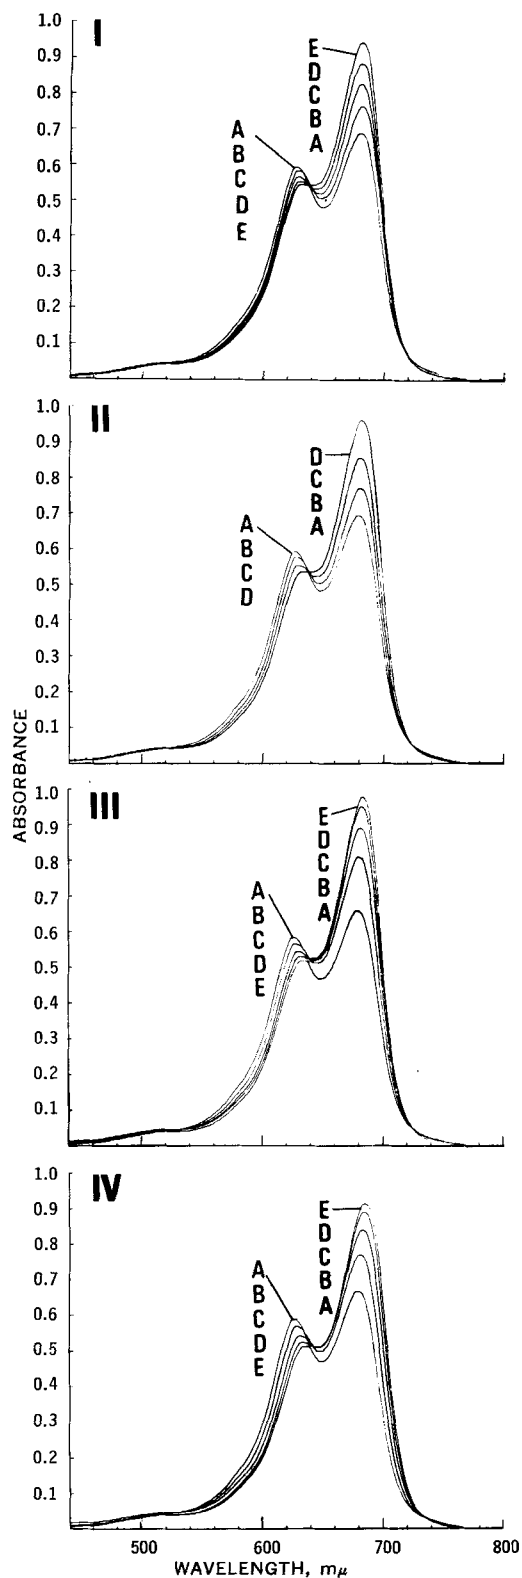 I
1.0
0.9
0.8
0.7
0.6
0.5
0.4
0.3
0.2
0.1
A
B
C
D
E
E
D
C
B
A
II
1.0
0.9
0.8
0.7
0.6
0.5
0.4
0.3
0.2
0.1
A
B
C
D
D
C
B
A
ABSORBANCE
III
1.0
0.9
0.8
0.7
0.6
0.5
0.4
0.3
0.2
0.1
A
B
C
D
E
E
D
C
B
A
IV
1.0
0.9
0.8
0.7
0.6
0.5
0.4
0.3
0.2
0.1
A
B
C
D
E
E
D
C
B
A
500 600 700 800
WAVELENGTH, mμ